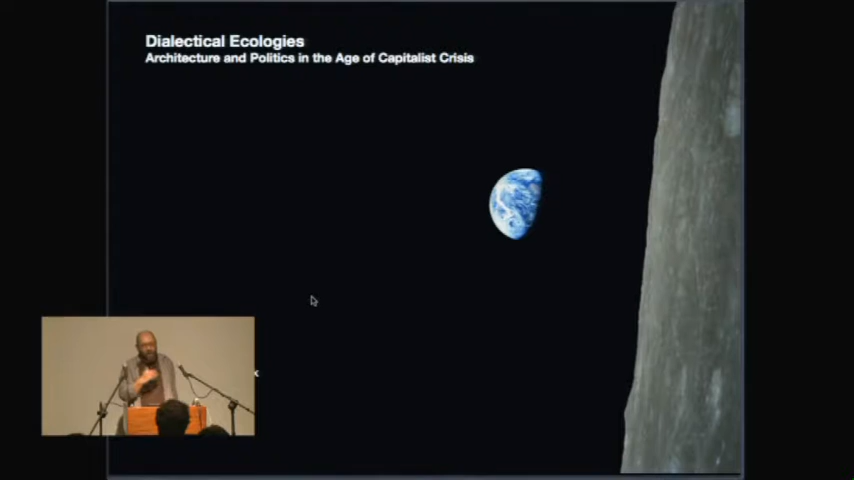 Dialectical Ecologies
Architecture and Politics in the Age of Capitalist Crisis